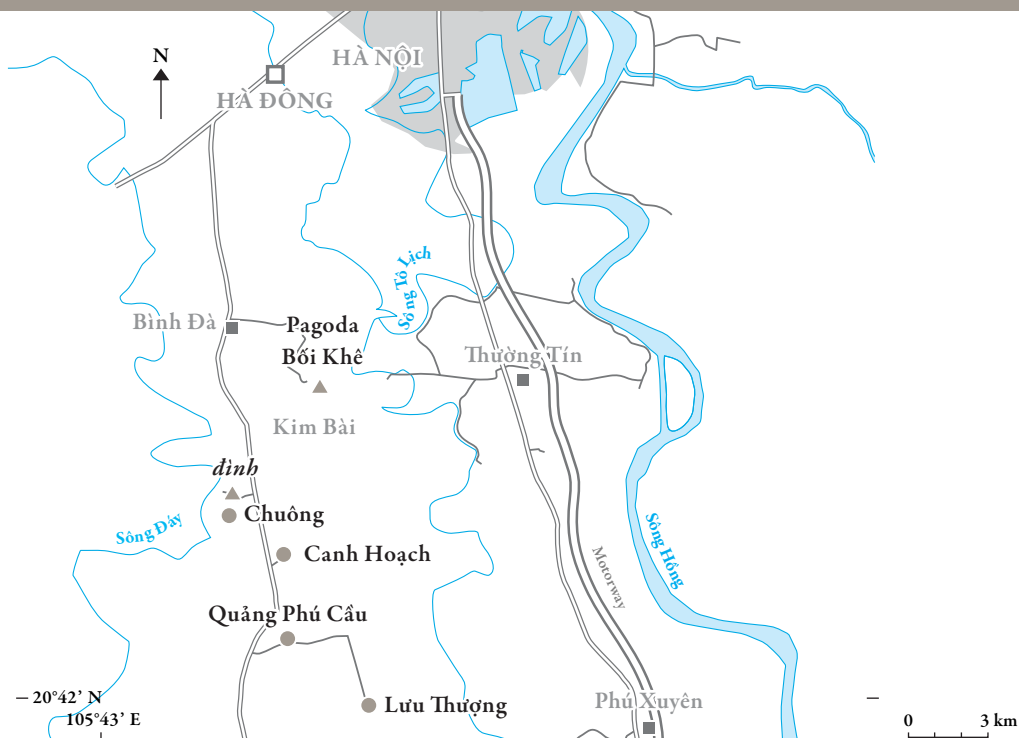 N
HÀ NỘI
HÀ ĐÔNG
Sông Tô Lịch
Bình Đà
Pagoda
Bối Khê
Thường Tín
Kim Bài
đình
Chuông
Sông Đáy
Canh Hoạch
Sông Hồng
Motorway
Quảng Phú Cầu
20°42’ N
105°43’ E
Lưu Thượng
Phú Xuyên
0 3 km